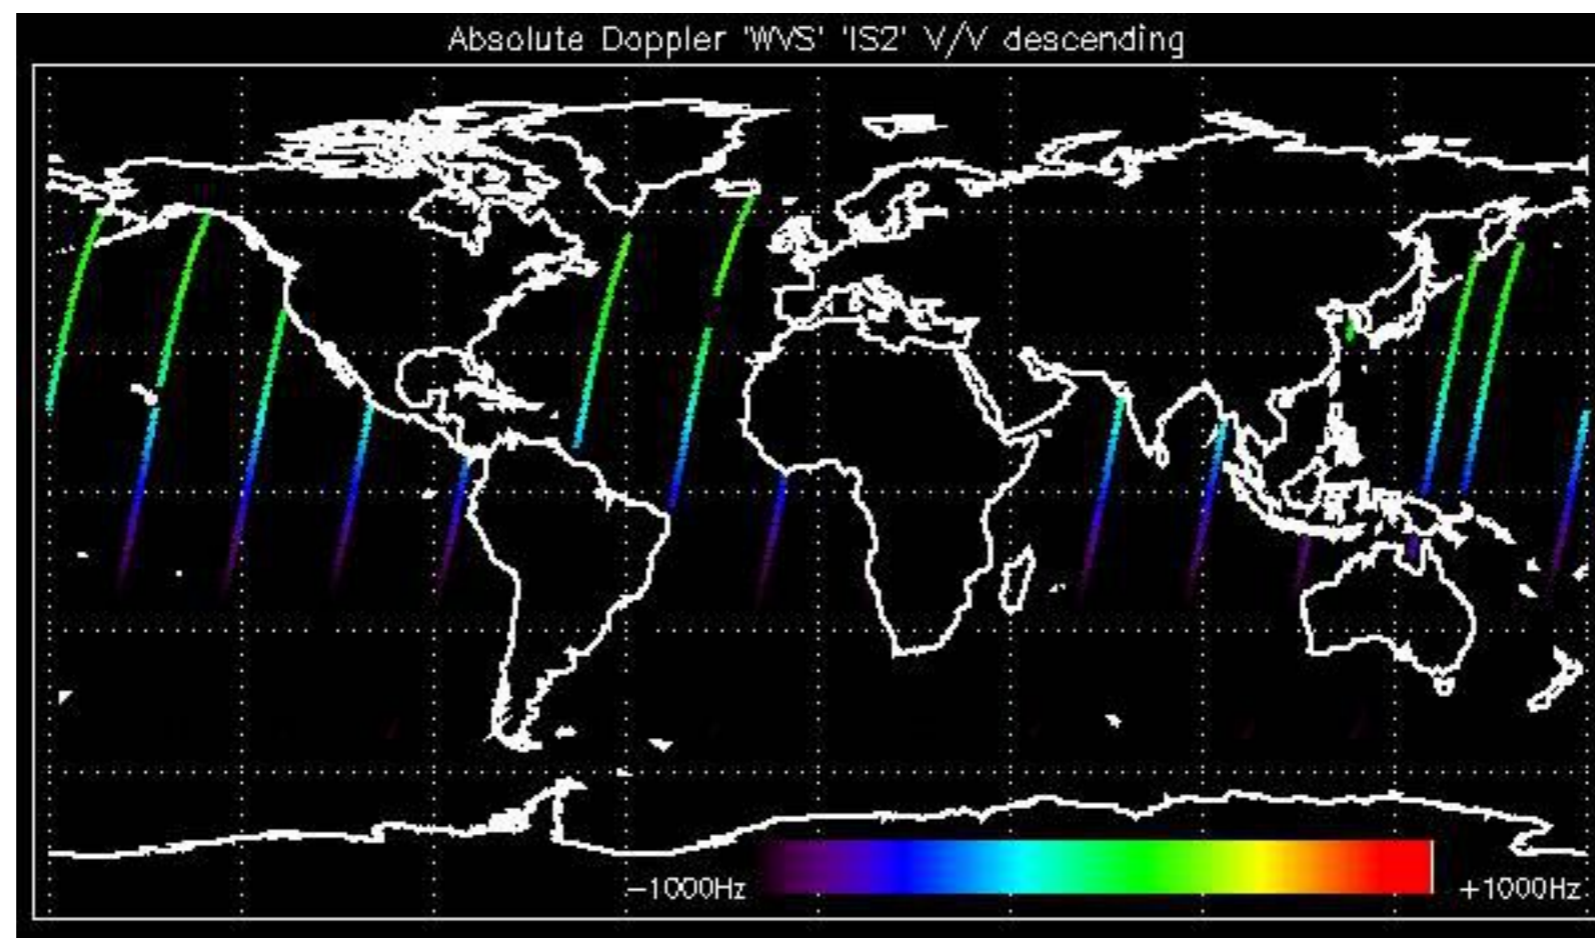 Absolute Doppler 'WVS' 'IS2' V/V descending
-1000Hz
+1000Hz